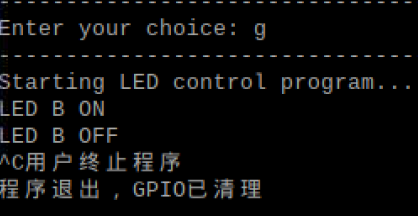 --------------------------------
Enter your choice: g
--------------------------------
Starting LED control program...
LED B ON
LED B OFF
^C用户终止程序
程序退出，GPIO已清理